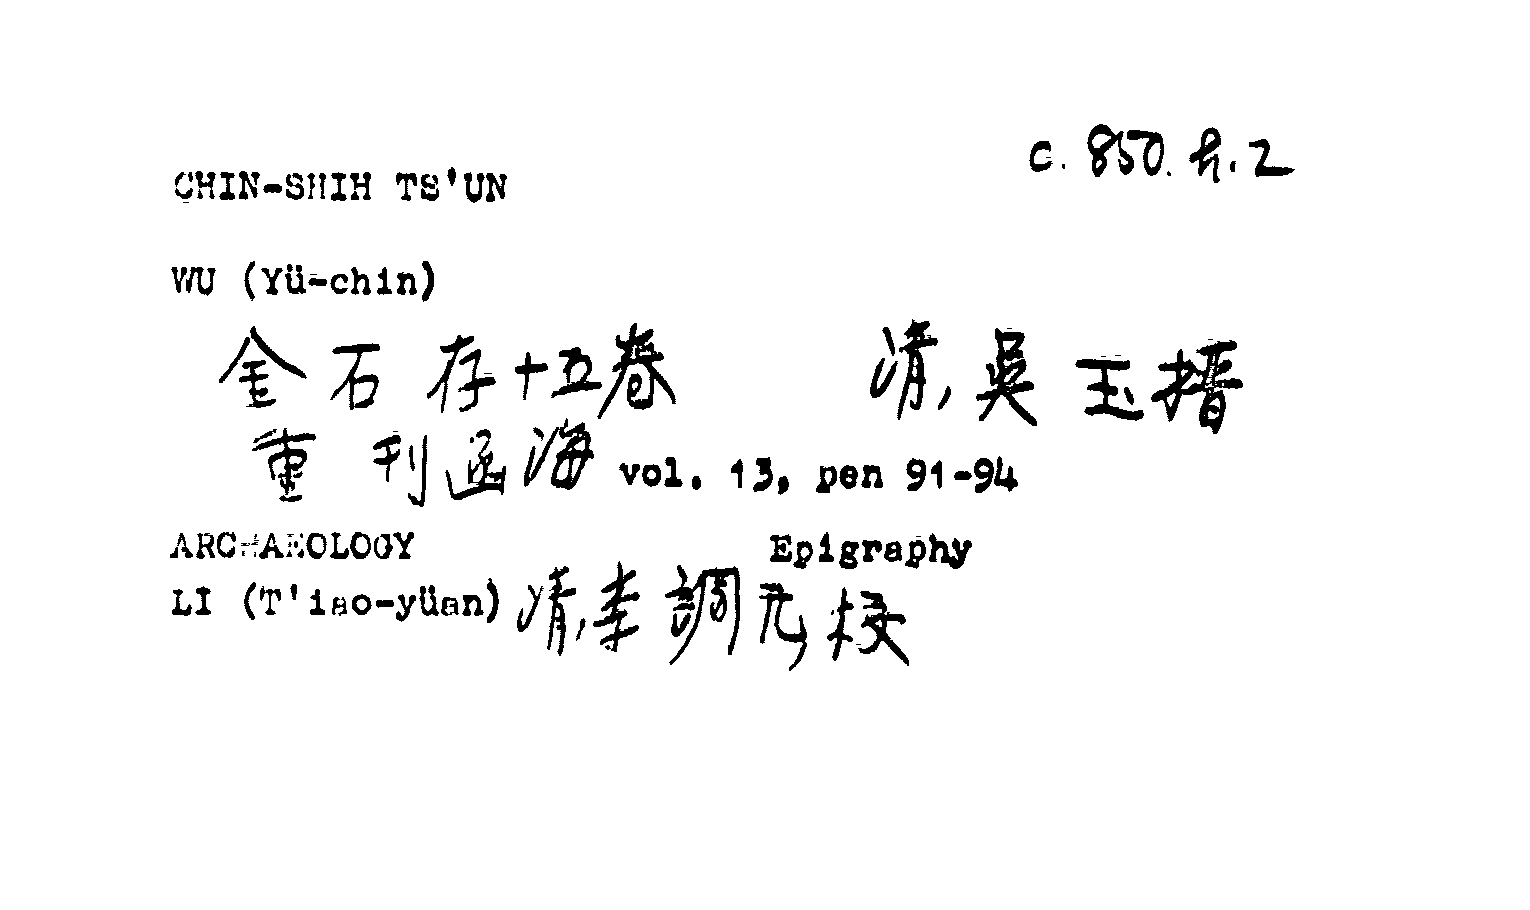 c. 850. h. 2
CHIN-SHIH TS'UN
WU (Yü-chin)
金石存十五卷 清, 吳玉搢
重刊函海 vol. 13, pen 91-94
ARCHAEOLOGY Epigraphy
LI (T'iao-yüan) 清, 李調元校